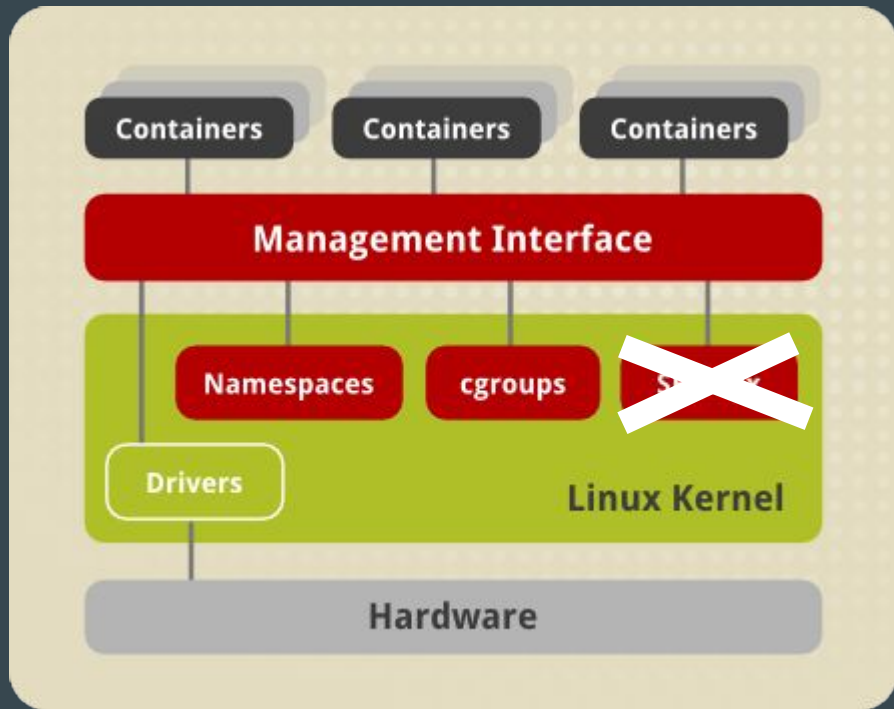 Containers
Containers
Containers
Management Interface
Namespaces
cgroups
Drivers
Linux Kernel
Hardware